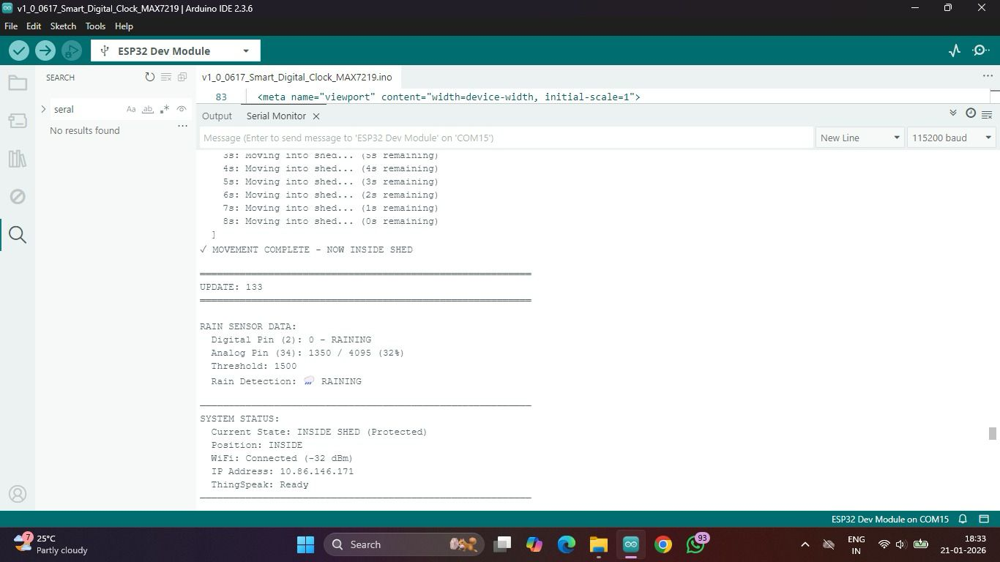 v1_0_0617_Smart_Digital_Clock_MAX7219 | Arduino IDE 2.3.6
File Edit Sketch Tools Help
ESP32 Dev Module
SEARCH
v1_0_0617_Smart_Digital_Clock_MAX7219.ino
83 <meta name="viewport" content="width=device-width, initial-scale=1">
seral
Aa ab .*
No results found
Output Serial Monitor
Message (Enter to send message to 'ESP32 Dev Module' on 'COM15')
New Line
115200 baud
3s: Moving into shed... (5s remaining)
4s: Moving into shed... (4s remaining)
5s: Moving into shed... (3s remaining)
6s: Moving into shed... (2s remaining)
7s: Moving into shed... (1s remaining)
8s: Moving into shed... (0s remaining)
]
✓ MOVEMENT COMPLETE - NOW INSIDE SHED
UPDATE: 133
RAIN SENSOR DATA:
Digital Pin (2): 0 - RAINING
Analog Pin (34): 1350 / 4095 (32%)
Threshold: 1500
Rain Detection: 🌧 RAINING
SYSTEM STATUS:
Current State: INSIDE SHED (Protected)
Position: INSIDE
WiFi: Connected (-32 dBm)
IP Address: 10.86.146.171
ThingSpeak: Ready
ESP32 Dev Module on COM15
7
25°C
Partly cloudy
Search
93
ENG
IN
18:33
21-01-2026